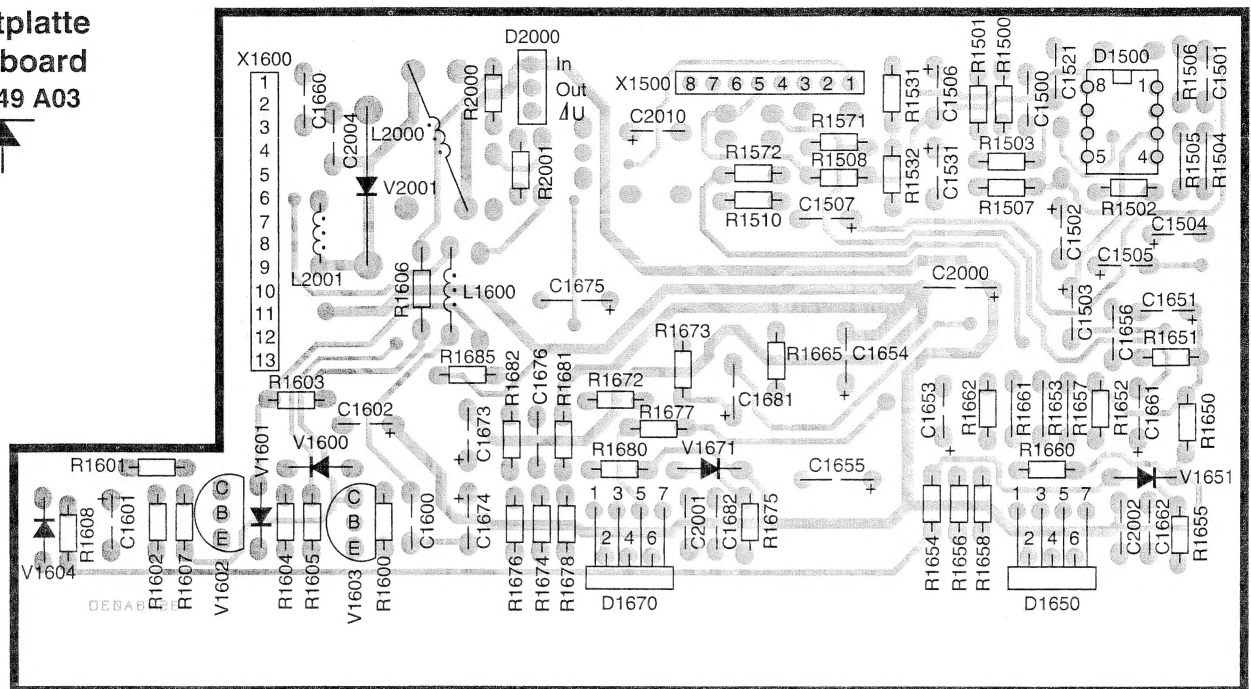 tplatte
board
49 A03
X1600
1
2
3
4
5
6
7
8
9
10
11
12
13
C1660
C2004
L2000
V2001
L2001
R2000
D2000
In
Out
ΔU
R2001
C2010
X1500
8 7 6 5 4 3 2 1
R1571
R1572
R1508
R1510
C1507
R1531
C1506
R1532
C1531
R1501
R1500
C1500
C1521
D1500
8 1
5 4
R1506
C1501
R1503
R1507
R1502
R1505
R1504
C1502
C1504
C1505
R1606
L1600
C1675
C2000
C1503
C1656
C1651
R1651
R1673
R1665
C1654
R1685
R1682
C1676
R1681
R1672
C1681
R1677
R1603
C1602
C1673
C1653
R1662
R1661
R1653
R1657
R1652
C1661
R1650
R1601
V1601
V1600
R1680
V1671
C1655
R1660
V1651
V1604
R1608
C1601
R1602
R1607
C
B
E
V1602
R1604
R1605
C
B
E
V1603
R1600
C1600
C1674
R1676
R1674
R1678
1 3 5 7
2 4 6
D1670
C2001
C1682
R1675
R1654
R1656
R1658
1 3 5 7
2 4 6
D1650
C2002
C1662
R1655